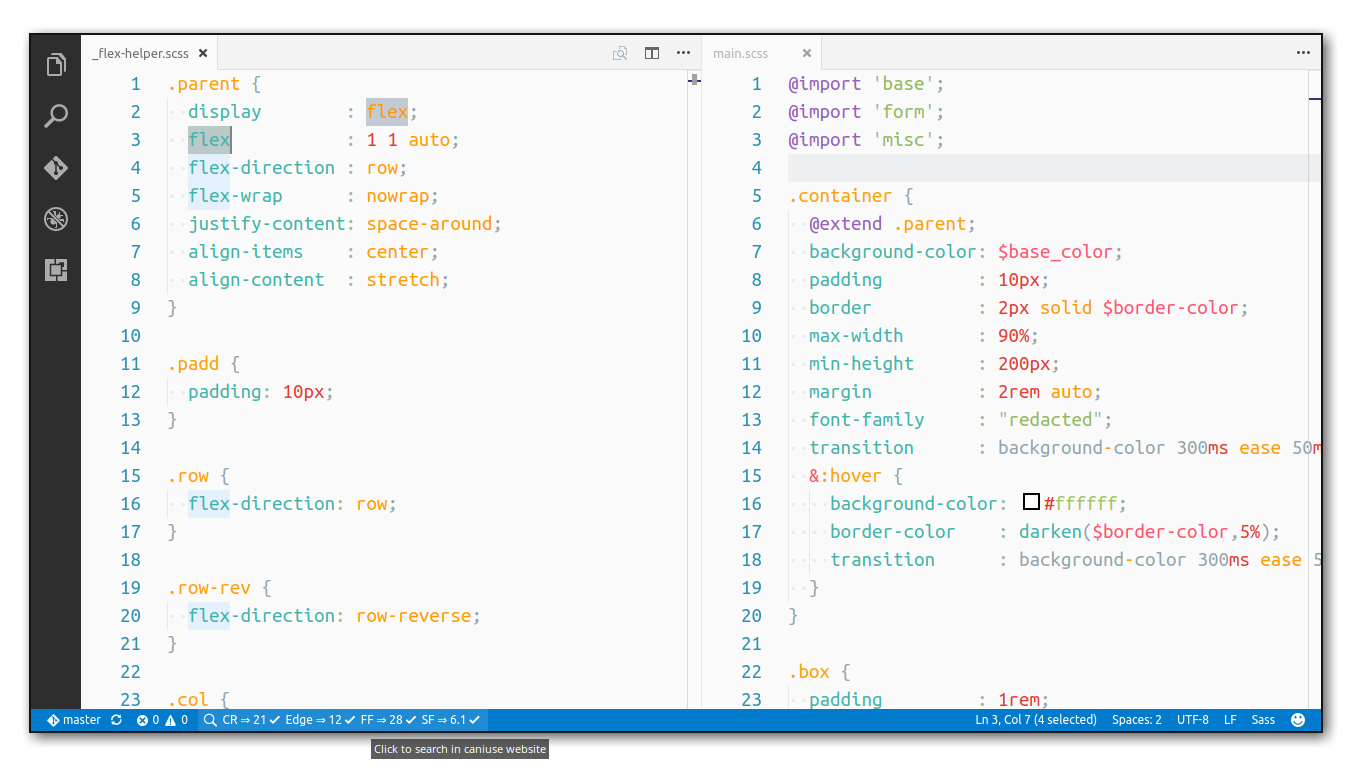 _flex-helper.scss ×
1 .parent {
2 display : flex;
3 flex : 1 1 auto;
4 flex-direction : row;
5 flex-wrap : nowrap;
6 justify-content: space-around;
7 align-items : center;
8 align-content : stretch;
9 }
10
11 .padd {
12 padding: 10px;
13 }
14
15 .row {
16 flex-direction: row;
17 }
18
19 .row-rev {
20 flex-direction: row-reverse;
21 }
22
23 .col {
main.scss ×
1 @import 'base';
2 @import 'form';
3 @import 'misc';
4
5 .container {
6 @extend .parent;
7 background-color: $base_color;
8 padding : 10px;
9 border : 2px solid $border-color;
10 max-width : 90%;
11 min-height : 200px;
12 margin : 2rem auto;
13 font-family : "redacted";
14 transition : background-color 300ms ease 50m
15 &:hover {
16 background-color: #ffffff;
17 border-color : darken($border-color,5%);
18 transition : background-color 300ms ease 5
19 }
20 }
21
22 .box {
23 padding : 1rem;
master 0 0 CR ⇒ 21 ✓ Edge ⇒ 12 ✓ FF ⇒ 28 ✓ SF ⇒ 6.1 ✓ Ln 3, Col 7 (4 selected) Spaces: 2 UTF-8 LF Sass
Click to search in caniuse website